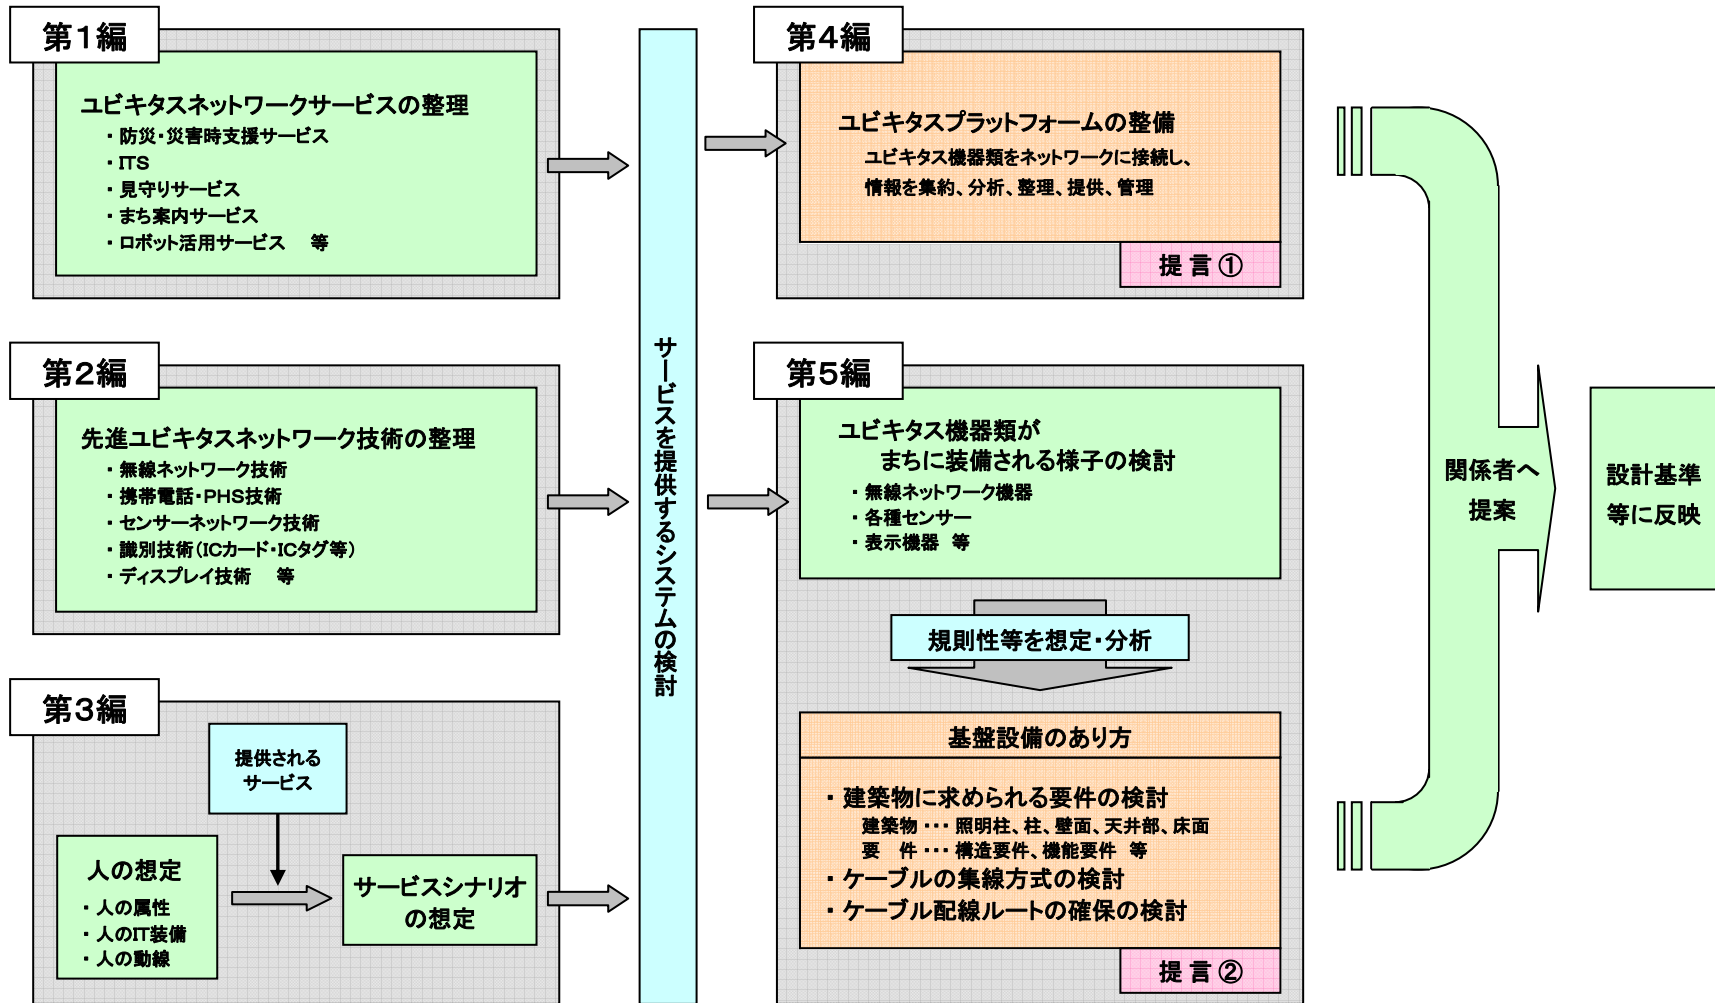 第1編
ユビキタスネットワークサービスの整理
・防災・災害時支援サービス
・ITS
・見守りサービス
・まち案内サービス
・ロボット活用サービス 等
第2編
先進ユビキタスネットワーク技術の整理
・無線ネットワーク技術
・携帯電話・PHS技術
・センサーネットワーク技術
・識別技術(ICカード・ICタグ等)
・ディスプレイ技術 等
第3編
提供される
サービス
人の想定
・人の属性
・人のIT装備
・人の動線
サービスシナリオ
の想定
サービスを提供するシステムの検討
第4編
ユビキタスプラットフォームの整備
ユビキタス機器類をネットワークに接続し、
情報を集約、分析、整理、提供、管理
提言①
第5編
ユビキタス機器類が
まちに装備される様子の検討
・無線ネットワーク機器
・各種センサー
・表示機器 等
規則性等を想定・分析
基盤設備のあり方
・建築物に求められる要件の検討
建築物・・・照明柱、柱、壁面、天井部、床面
要 件・・・構造要件、機能要件 等
・ケーブルの集線方式の検討
・ケーブル配線ルートの確保の検討
提言②
関係者へ
提案
設計基準
等に反映